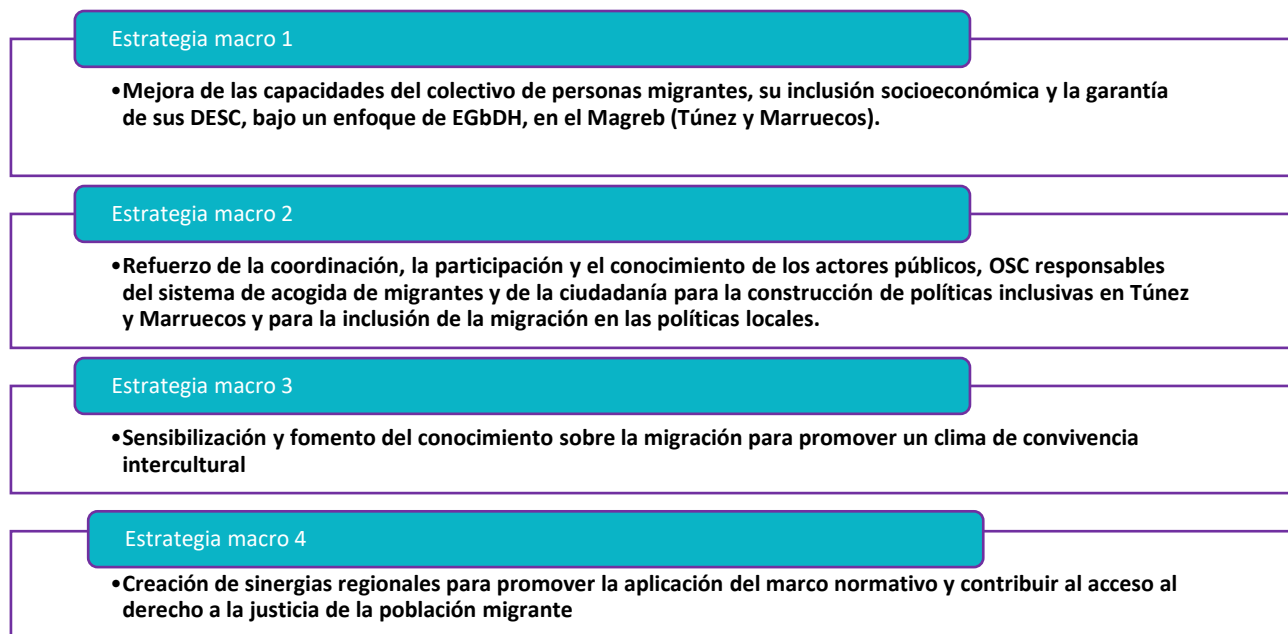 Estrategia macro 1
•Mejora de las capacidades del colectivo de personas migrantes, su inclusión socioeconómica y la garantía
de sus DESC, bajo un enfoque de EGbDH, en el Magreb (Túnez y Marruecos).
Estrategia macro 2
•Refuerzo de la coordinación, la participación y el conocimiento de los actores públicos, OSC responsables
del sistema de acogida de migrantes y de la ciudadanía para la construcción de políticas inclusivas en Túnez
y Marruecos y para la inclusión de la migración en las políticas locales.
Estrategia macro 3
•Sensibilización y fomento del conocimiento sobre la migración para promover un clima de convivencia
intercultural
Estrategia macro 4
•Creación de sinergias regionales para promover la aplicación del marco normativo y contribuir al acceso al
derecho a la justicia de la población migrante